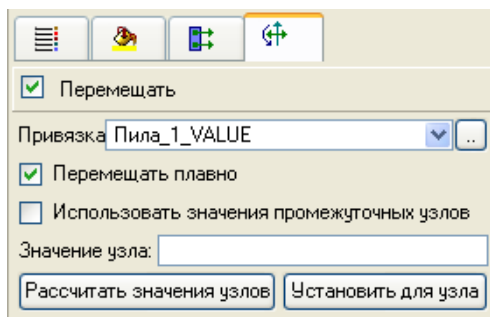 Перемещать
Привязка Пила_1_VALUE ..
Перемещать плавно
Использовать значения промежуточных узлов
Значение узла:
Рассчитать значения узлов Установить для узла